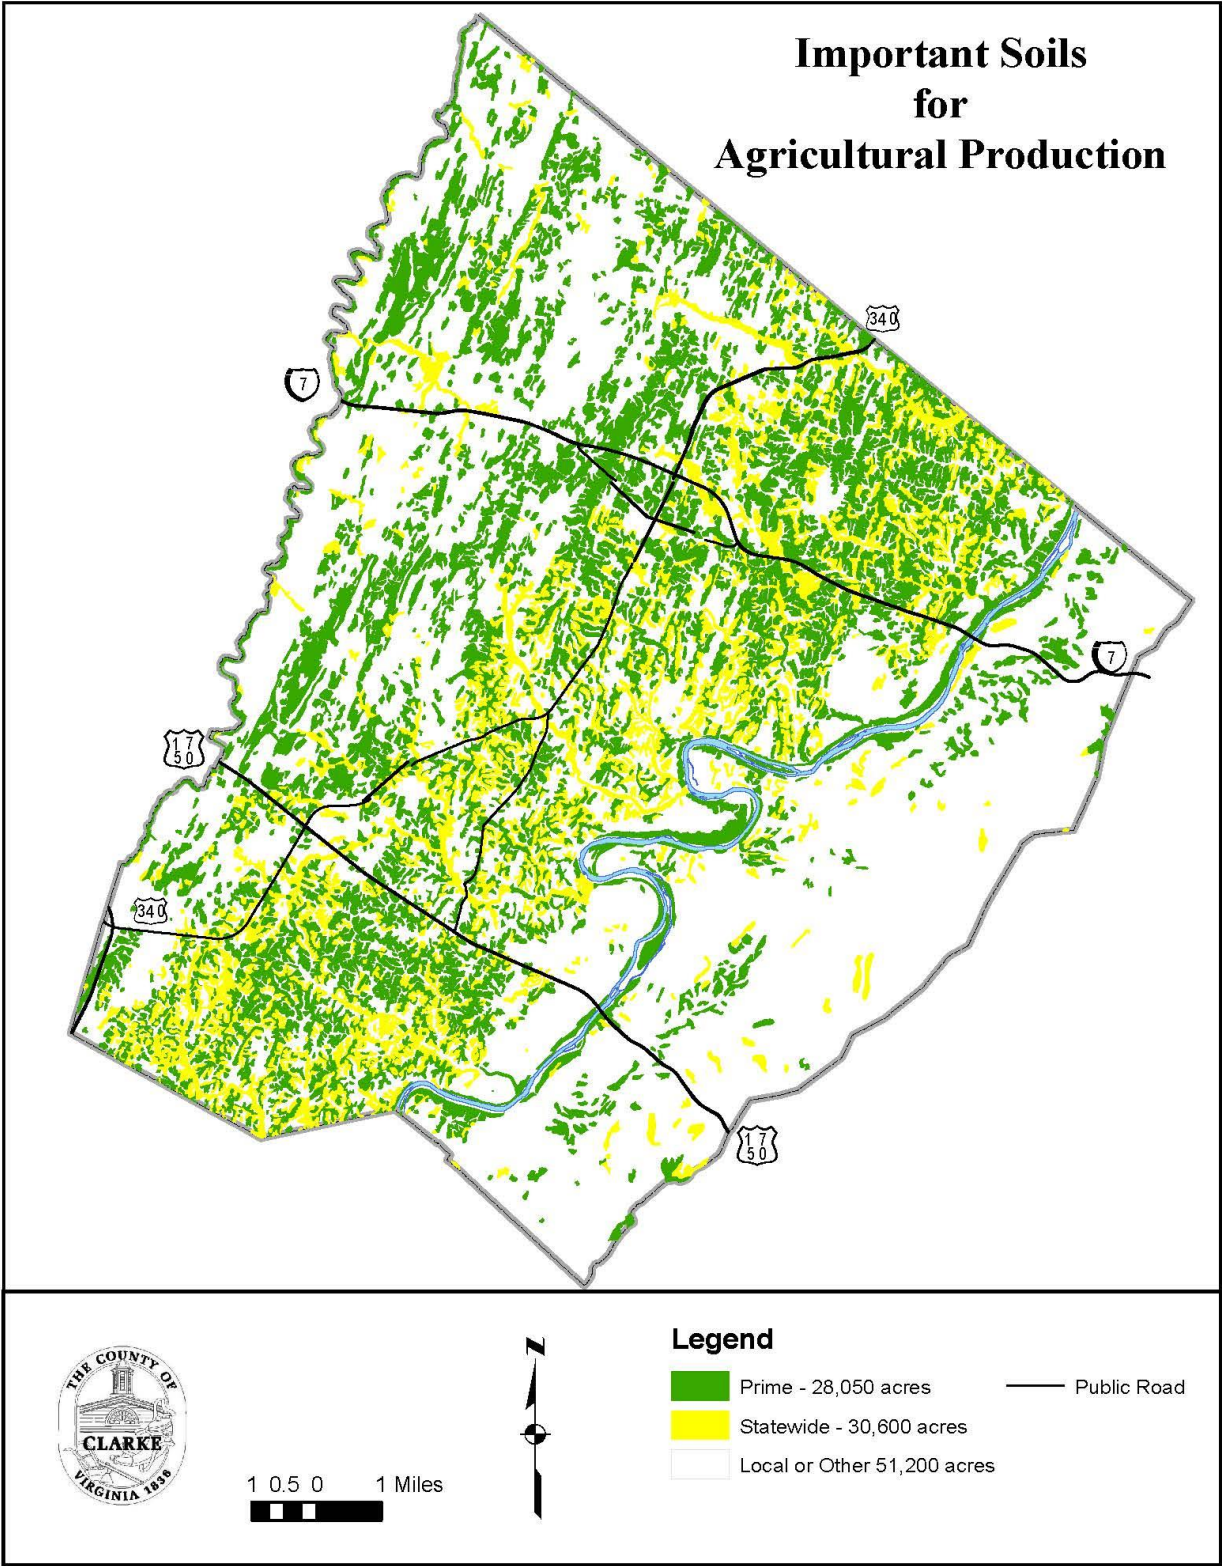 Important Soils
for
Agricultural Production
340
7
7
17
50
340
17
50
N
Legend
Prime - 28,050 acres
Public Road
Statewide - 30,600 acres
Local or Other 51,200 acres
THE COUNTY OF
CLARKE
VIRGINIA 1836
1 0.5 0 1 Miles